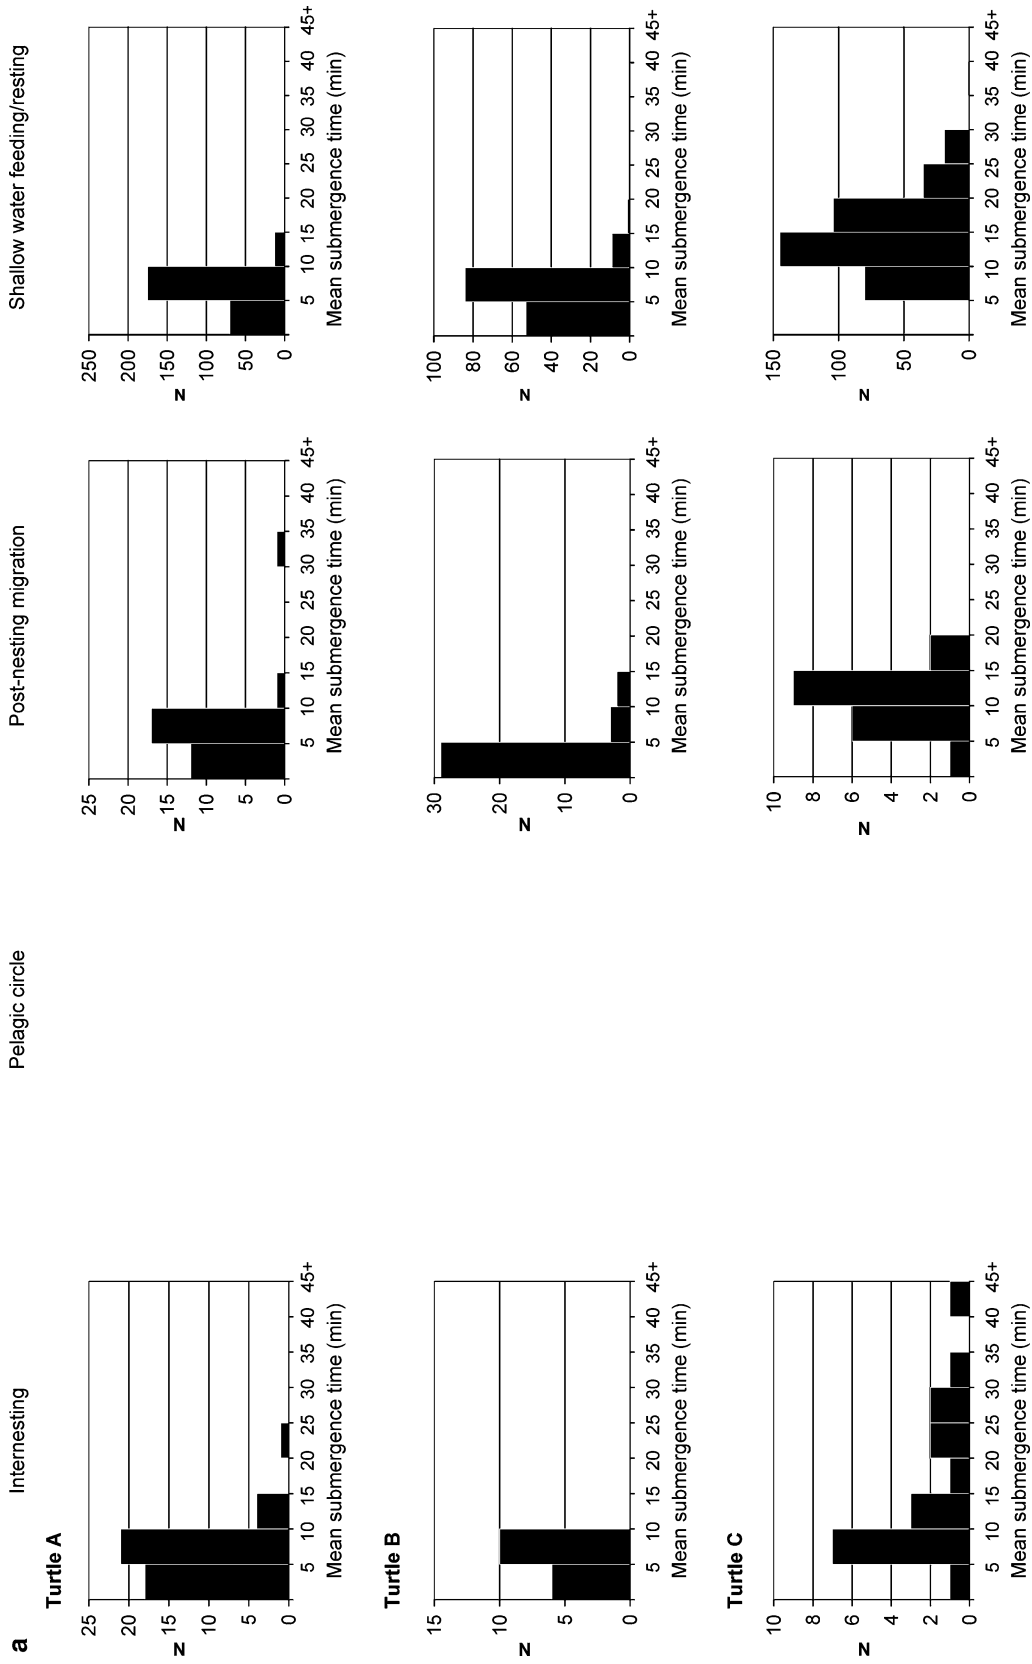 a
Internesting Pelagic circle Post-nesting migration Shallow water feeding/resting
Turtle A
25
20
15
10
5
0
N
5 10 15 20 25 30 35 40 45+
Mean submergence time (min)
25
20
15
10
5
0
N
5 10 15 20 25 30 35 40 45+
Mean submergence time (min)
250
200
150
100
50
0
N
5 10 15 20 25 30 35 40 45+
Mean submergence time (min)
Turtle B
15
10
5
0
N
5 10 15 20 25 30 35 40 45+
Mean submergence time (min)
30
20
10
0
N
5 10 15 20 25 30 35 40 45+
Mean submergence time (min)
100
80
60
40
20
0
N
5 10 15 20 25 30 35 40 45+
Mean submergence time (min)
Turtle C
10
8
6
4
2
0
N
5 10 15 20 25 30 35 40 45+
Mean submergence time (min)
10
8
6
4
2
0
N
5 10 15 20 25 30 35 40 45+
Mean submergence time (min)
150
100
50
0
N
5 10 15 20 25 30 35 40 45+
Mean submergence time (min)